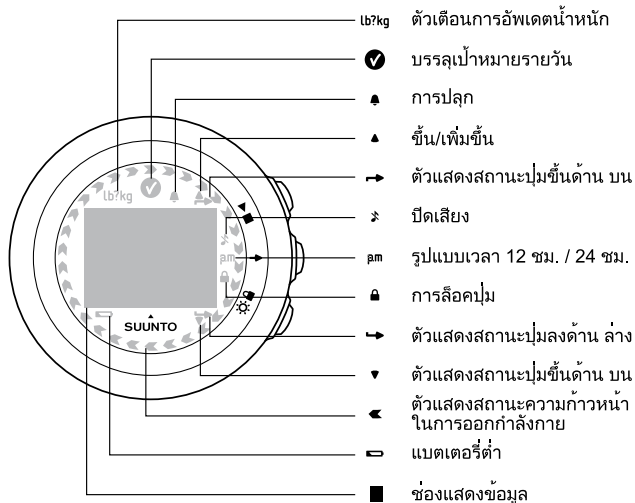 lb?kg ตัวเตือนการอัพเดตน้ำหนัก
บรรลุเป้าหมายรายวัน
การปลุก
ขึ้น/เพิ่มขึ้น
ตัวแสดงสถานะปุ่มขึ้นด้าน บน
ปิดเสียง
pm รูปแบบเวลา 12 ชม. / 24 ชม.
การล็อคปุ่ม
ตัวแสดงสถานะปุ่มลงด้าน ล่าง
ตัวแสดงสถานะปุ่มขึ้นด้าน บน
ตัวแสดงสถานะความก้าวหน้า
ในการออกกำลังกาย
แบตเตอรี่ต่ำ
ช่องแสดงข้อมูล
lb?kg
pm
SUUNTO